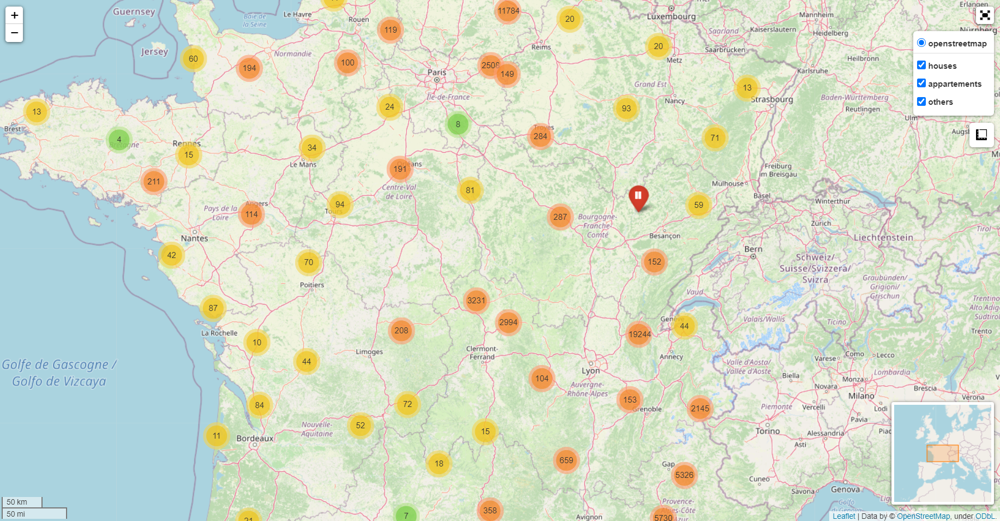 Guernsey
Le Havre
Baie de
la Seine
Rouen
11784
20
Luxembourg
Mannheim
Erlangen
+
−
Jersey
119
Reims
Saarland
Kaiserslautern
Heidelberg
Nürnberg
60
Normandie
194
100
Paris
2508
149
20
Metz
Saarbrücken
Heilbronn
Karlsruhe
openstreetmap
houses
appartements
others
Île-de-France
Grand Est
Nancy
13
Strasbourg
Baden-Württemberg
Reutlingen
Ulm
13
Brest
24
8
93
Troyes
284
71
4
Bretagne
Rennes
15
34
Le Mans
211
191
Orléans
Centre-Val
de Loire
81
Freiburg
im Breisgau
Mulhouse
Basel
Winterthur
Zürich
Pays de la
Loire
Angers
114
94
Tours
287
Bourgogne-
Franche-
Comté
59
Besançon
Bern
Liechtenstein
Tirol
Nantes
42
70
Poitiers
152
Schweiz/
Suisse/Svizzera/
Svizra
Graubünden/
Grigioni/
Grischun
Vaud
87
La Rochelle
3231
2994
208
19244
Genève
44
Valais/Wallis
Ticino
Trentino
Alto Adige
Südtirol
Trento
10
44
Limoges
Clermont-
Ferrand
Lyon
Annecy
Valle d'Aosta/
Vallée d'Aoste
Varese
Como
Lecco
Lombardia
Biella
Monza
Novara
Milano
Brescia
Verona
Golfe de Gascogne /
Golfo de Vizcaya
104
Auvergne-
Rhône-Alpes
153
Grenoble
2145
Piemonte
Vercelli
Lodi
Pavia
84
72
52
Nouvelle-
Aquitaine
11
Bordeaux
15
18
Torino
Alessandria
Asti
659
Gap
5326
Cuneo
Savona
Genova
Golfo
di Genova
50 km
50 mi
21
7
358
Avignon
Provence-
Alpes-Côte
d'Azur
5730
Leaflet | Data by © OpenStreetMap, under ODbL.